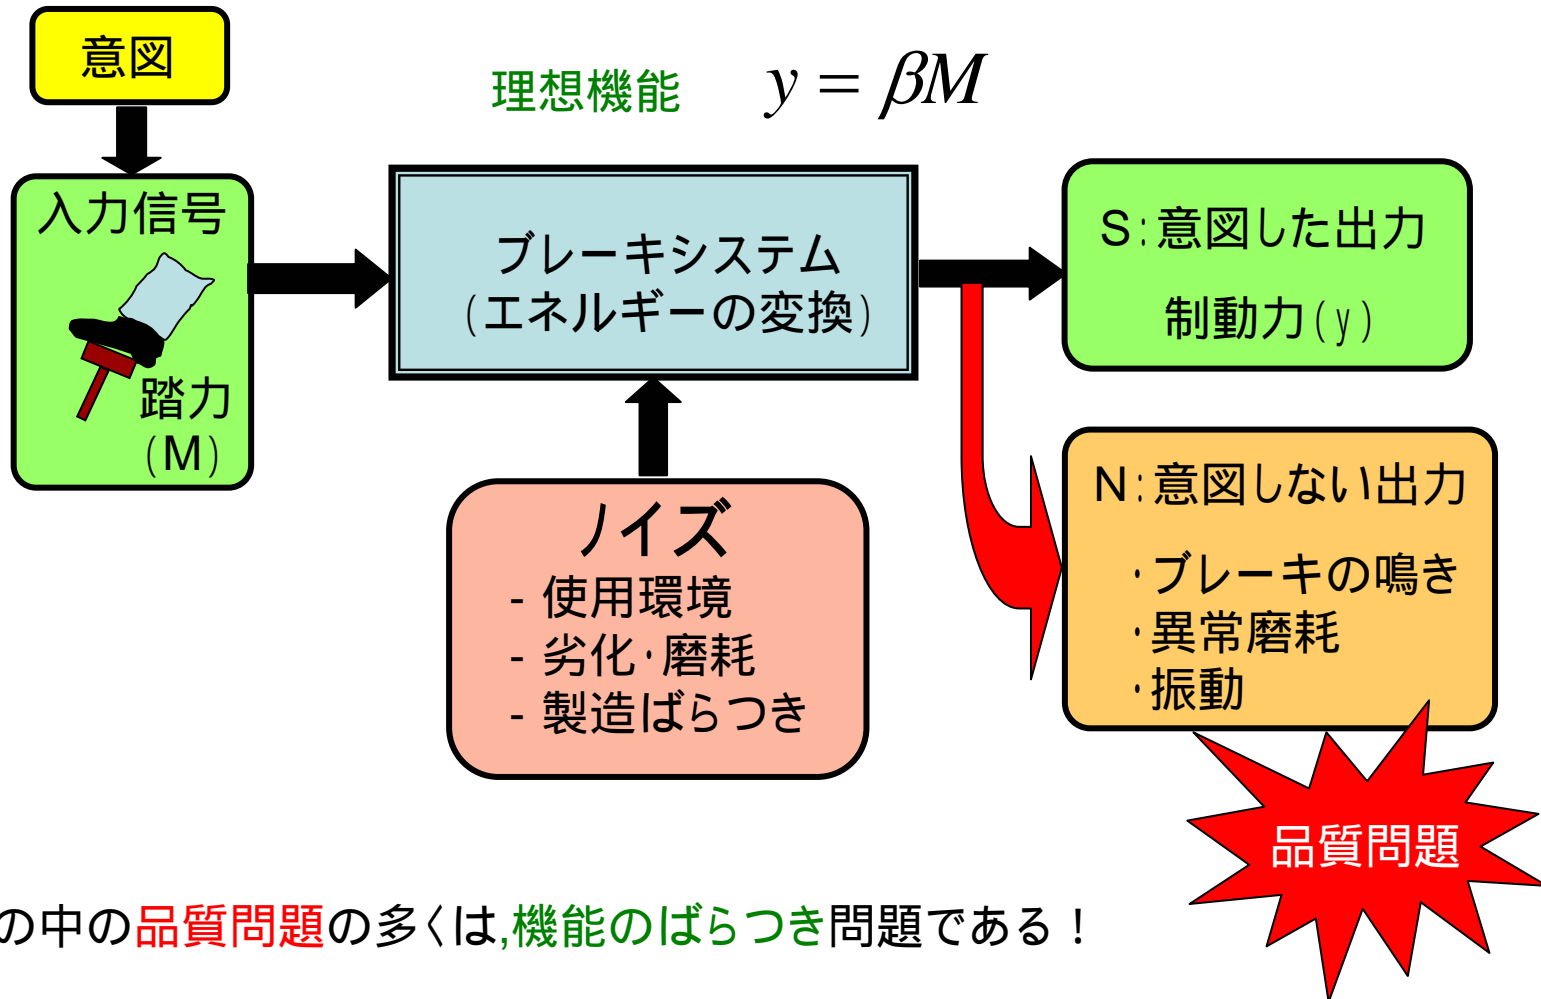 意図
理想機能 y = βM
入力信号
踏力
(M)
ブレーキシステム
(エネルギーの変換)
S:意図した出力
制動力(y)
ノイズ
- 使用環境
- 劣化・磨耗
- 製造ばらつき
N:意図しない出力
・ブレーキの鳴き
・異常磨耗
・振動
品質問題
の中の品質問題の多くは,機能のばらつき問題である!